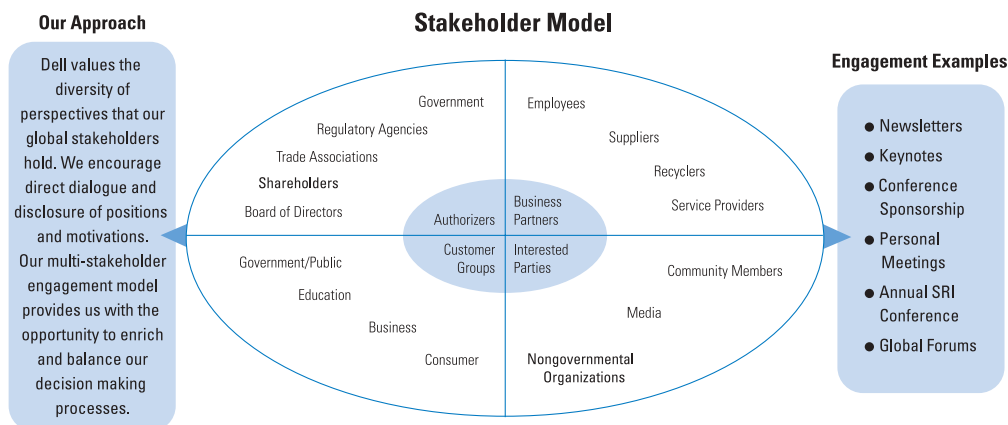 Our Approach
Dell values the
diversity of
perspectives that our
global stakeholders
hold. We encourage
direct dialogue and
disclosure of positions
and motivations.
Our multi-stakeholder
engagement model
provides us with the
opportunity to enrich
and balance our
decision making
processes.
Stakeholder Model
Government
Regulatory Agencies
Trade Associations
Shareholders
Board of Directors
Authorizers
Employees
Suppliers
Recyclers
Service Providers
Business
Partners
Customer
Groups
Government/Public
Education
Business
Consumer
Interested
Parties
Community Members
Media
Nongovernmental
Organizations
Engagement Examples
● Newsletters
● Keynotes
● Conference
Sponsorship
● Personal
Meetings
● Annual SRI
Conference
● Global Forums